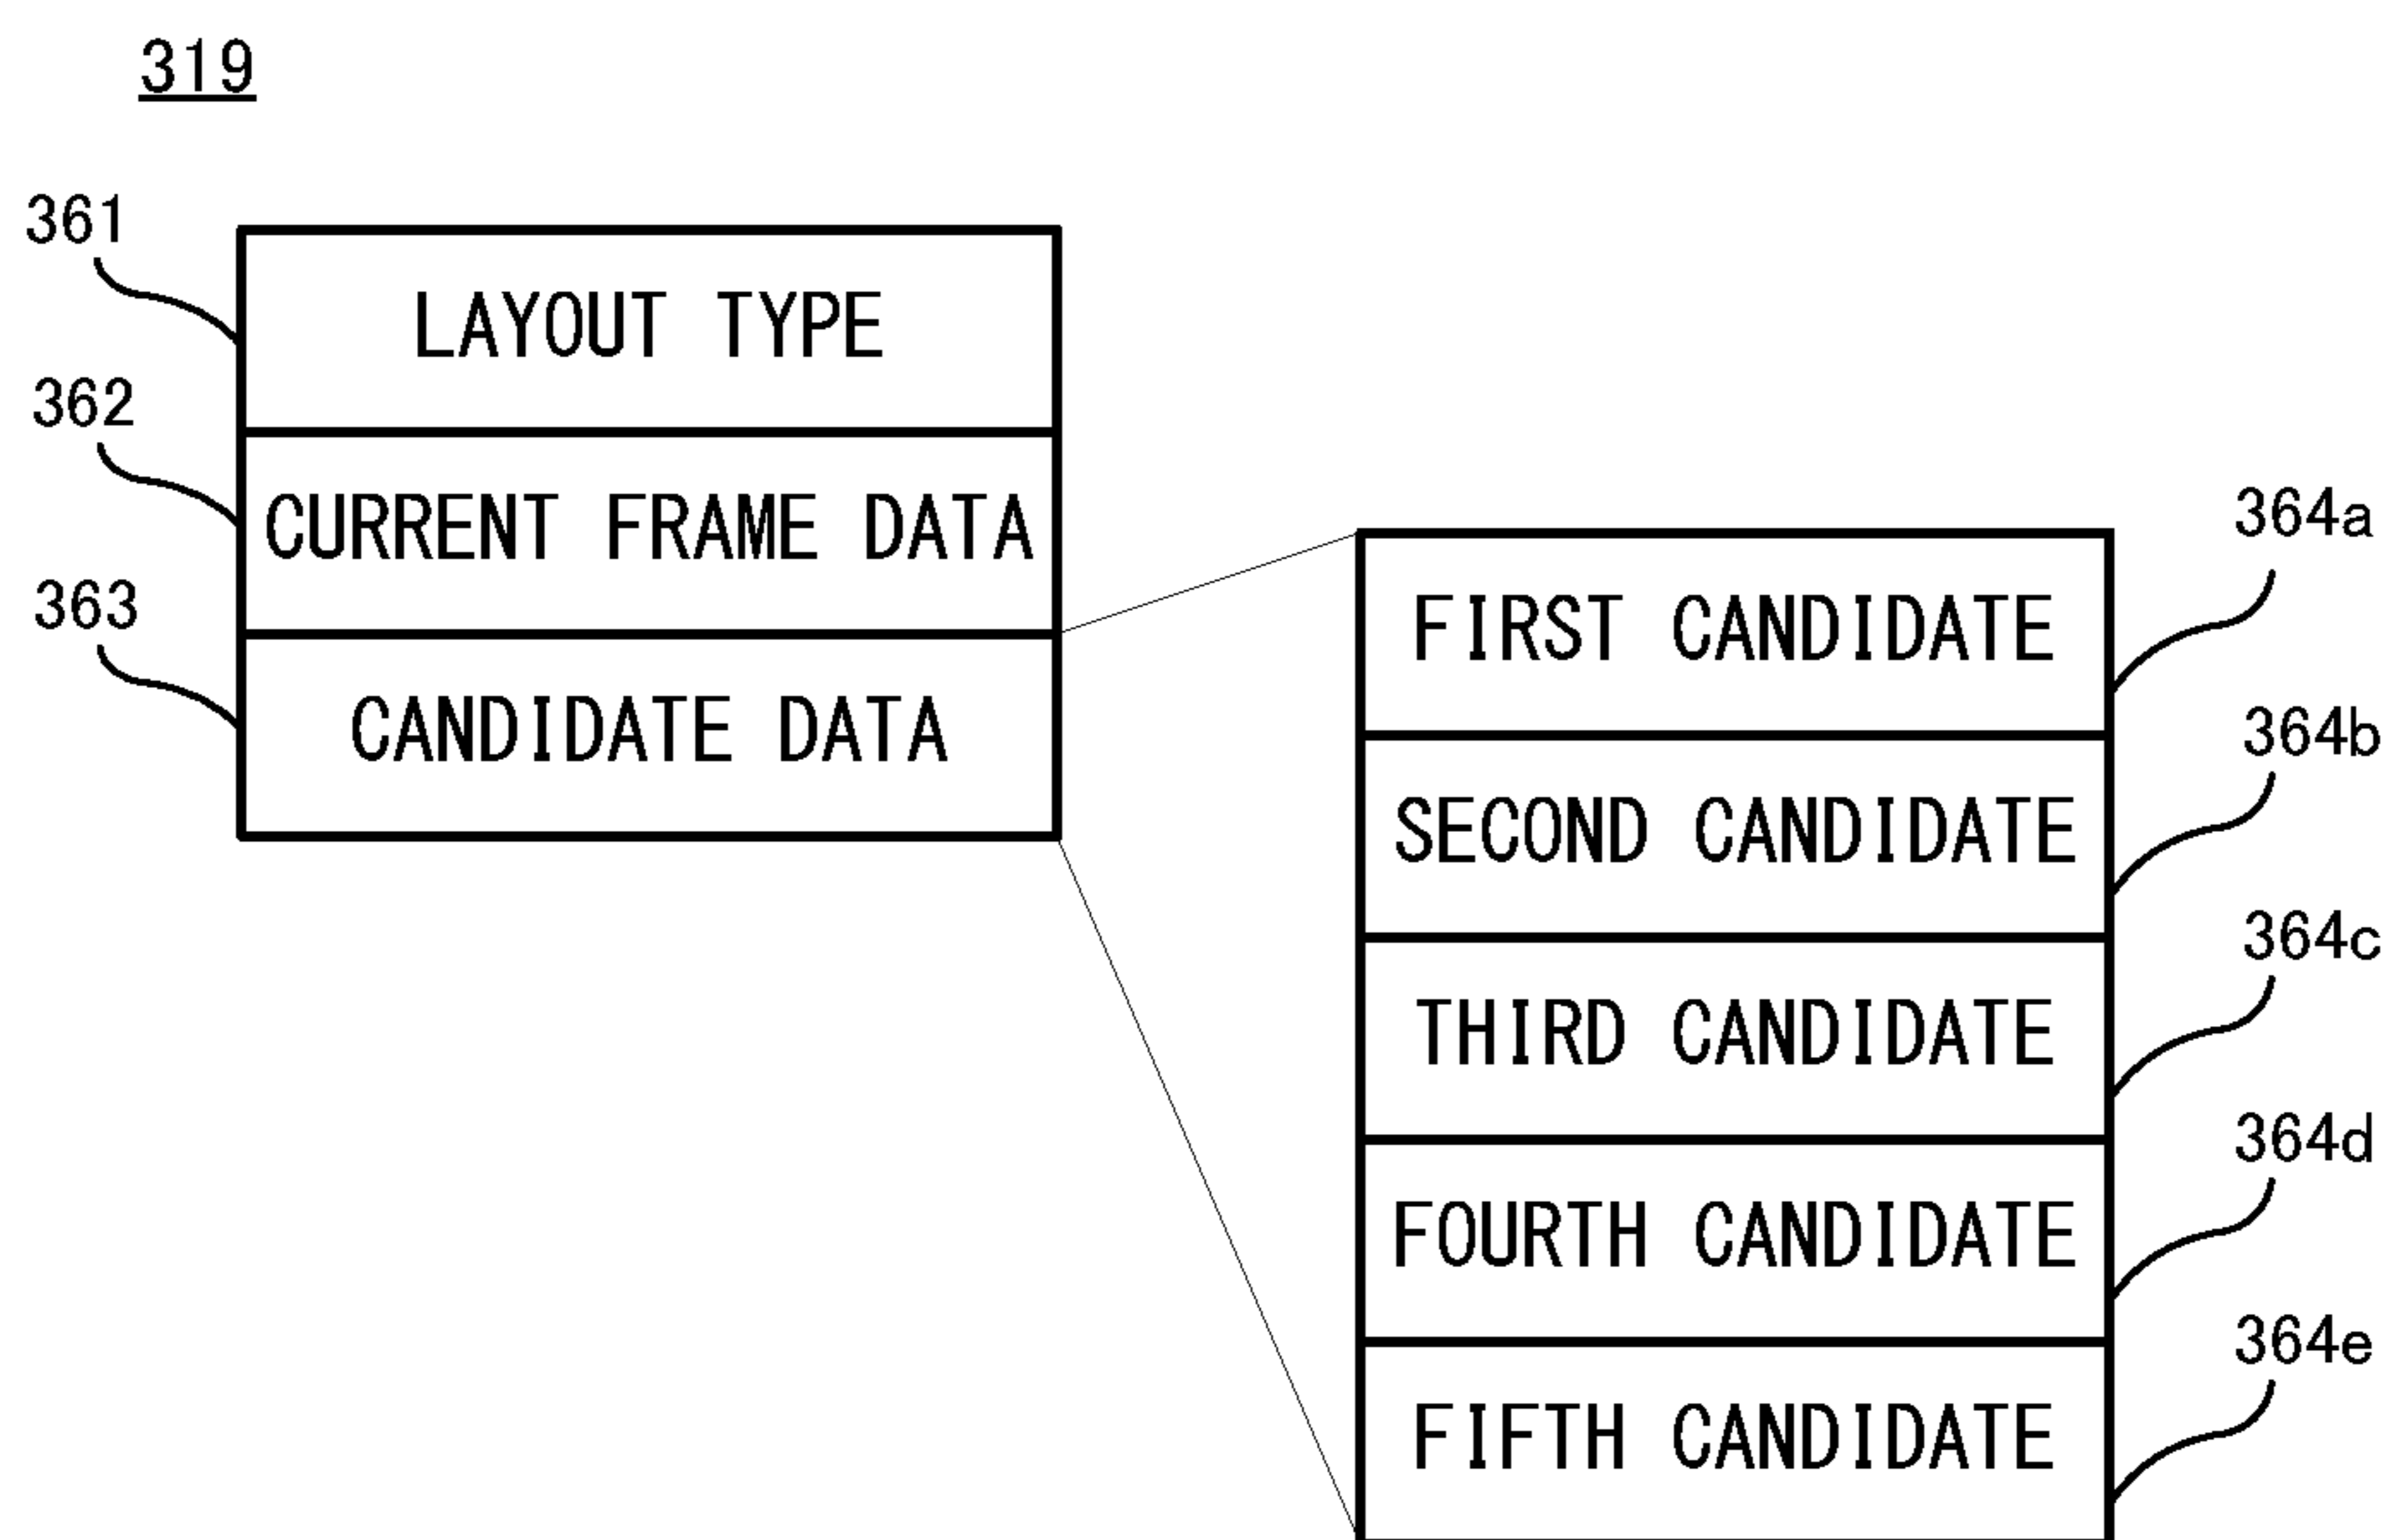 319
361
LAYOUT TYPE
362
CURRENT FRAME DATA
363
CANDIDATE DATA
364a
FIRST CANDIDATE
364b
SECOND CANDIDATE
364c
THIRD CANDIDATE
364d
FOURTH CANDIDATE
364e
FIFTH CANDIDATE